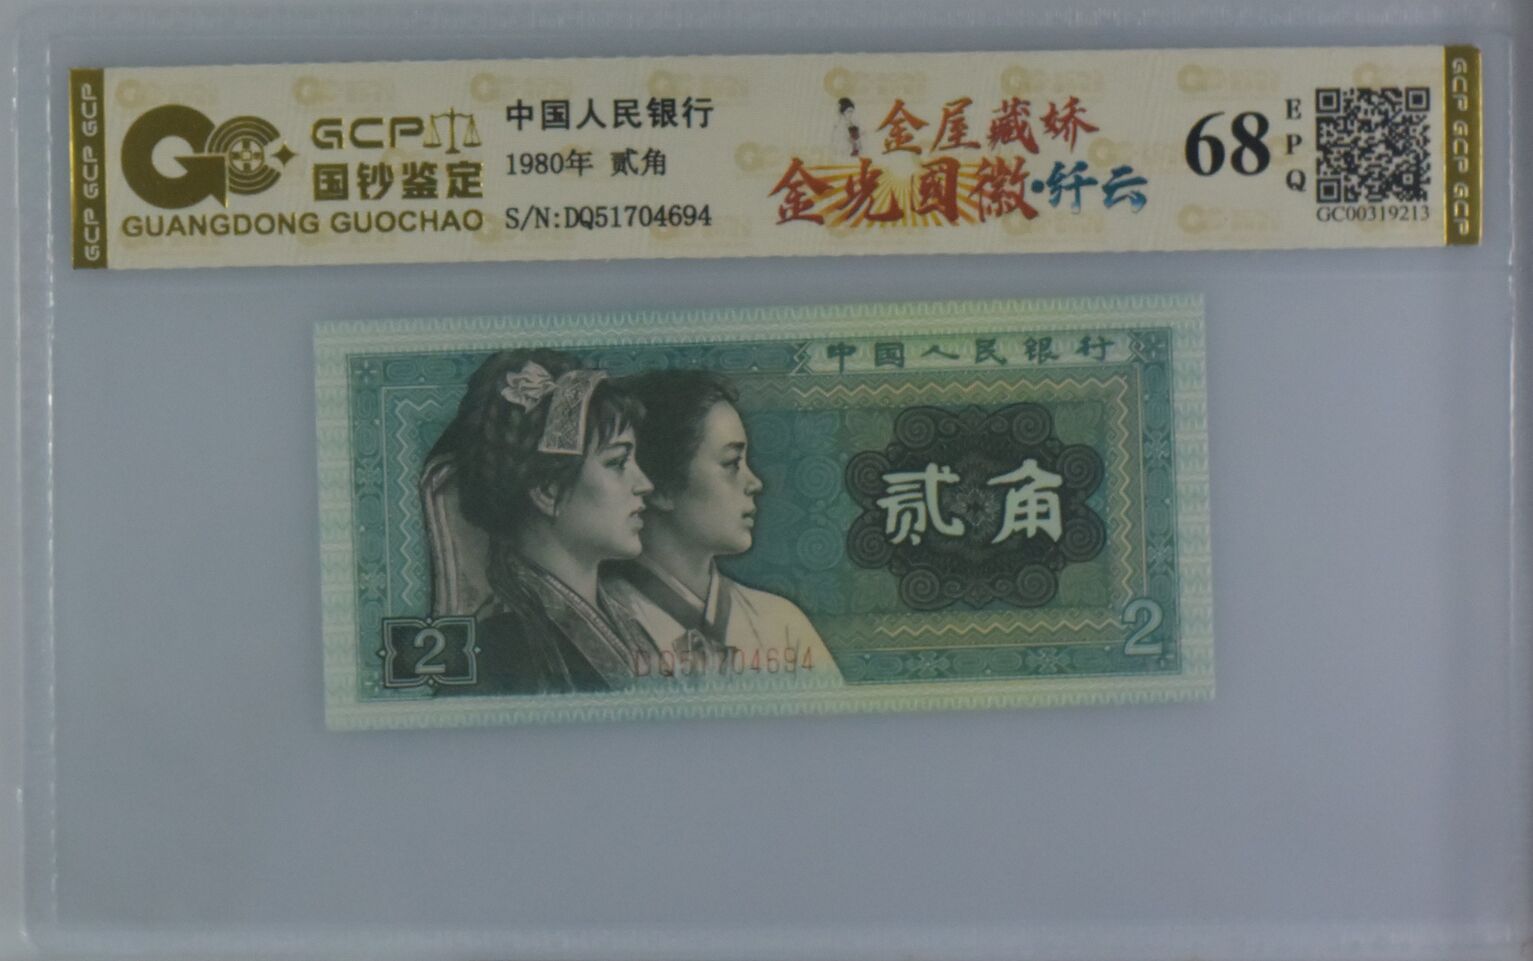 GCP GCP GCP
GCP
国钞鉴定
GUANGDONG GUOCHAO
中国人民银行
1980年 贰角
S/N:DQ51704694
金屋藏娇
金光國徽·纤云
68
EPQ
GC00319213
GCP GCP GCP
中国人民银行
贰角
2
2
DQ51704694